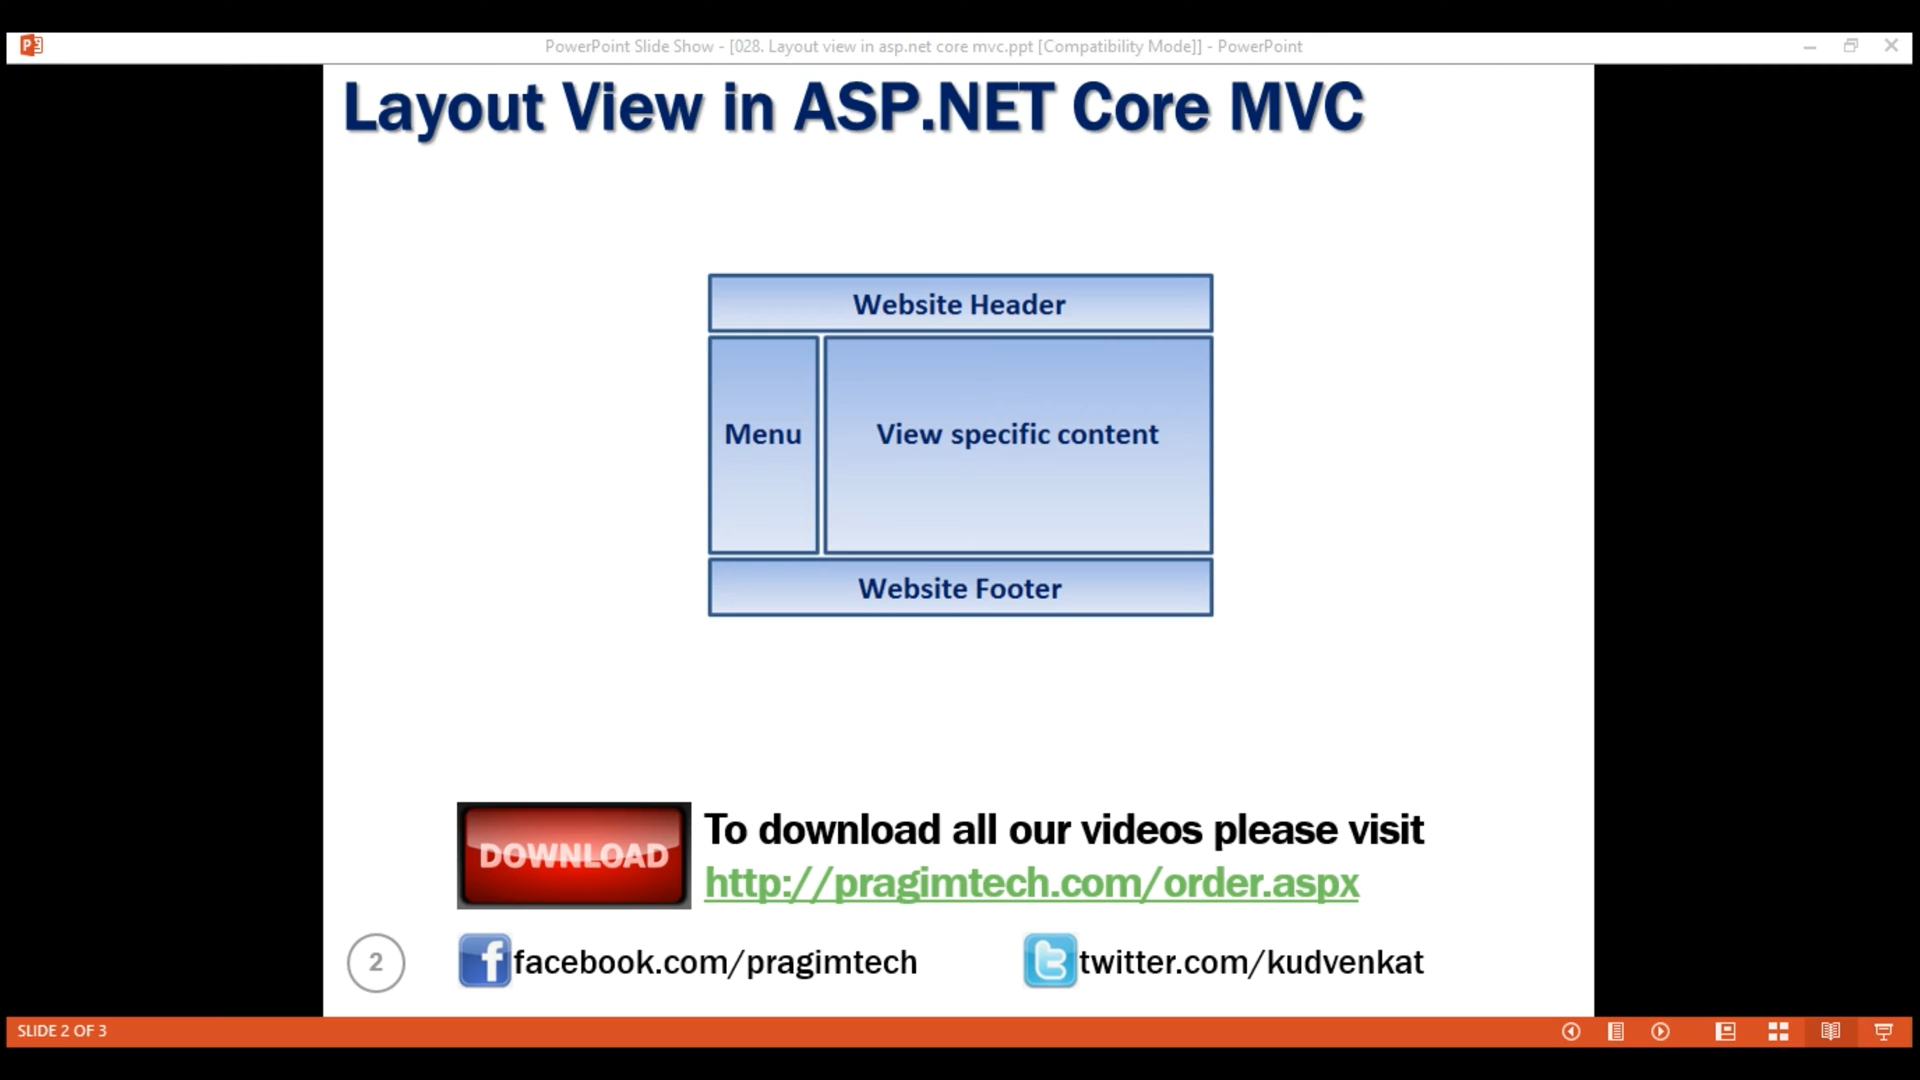 PowerPoint Slide Show - [028. Layout view in asp.net core mvc.ppt [Compatibility Mode]] - PowerPoint
Layout View in ASP.NET Core MVC
Website Header
Menu
View specific content
Website Footer
DOWNLOAD
To download all our videos please visit
http://pragimtech.com/order.aspx
2
facebook.com/pragimtech
twitter.com/kudvenkat
SLIDE 2 OF 3